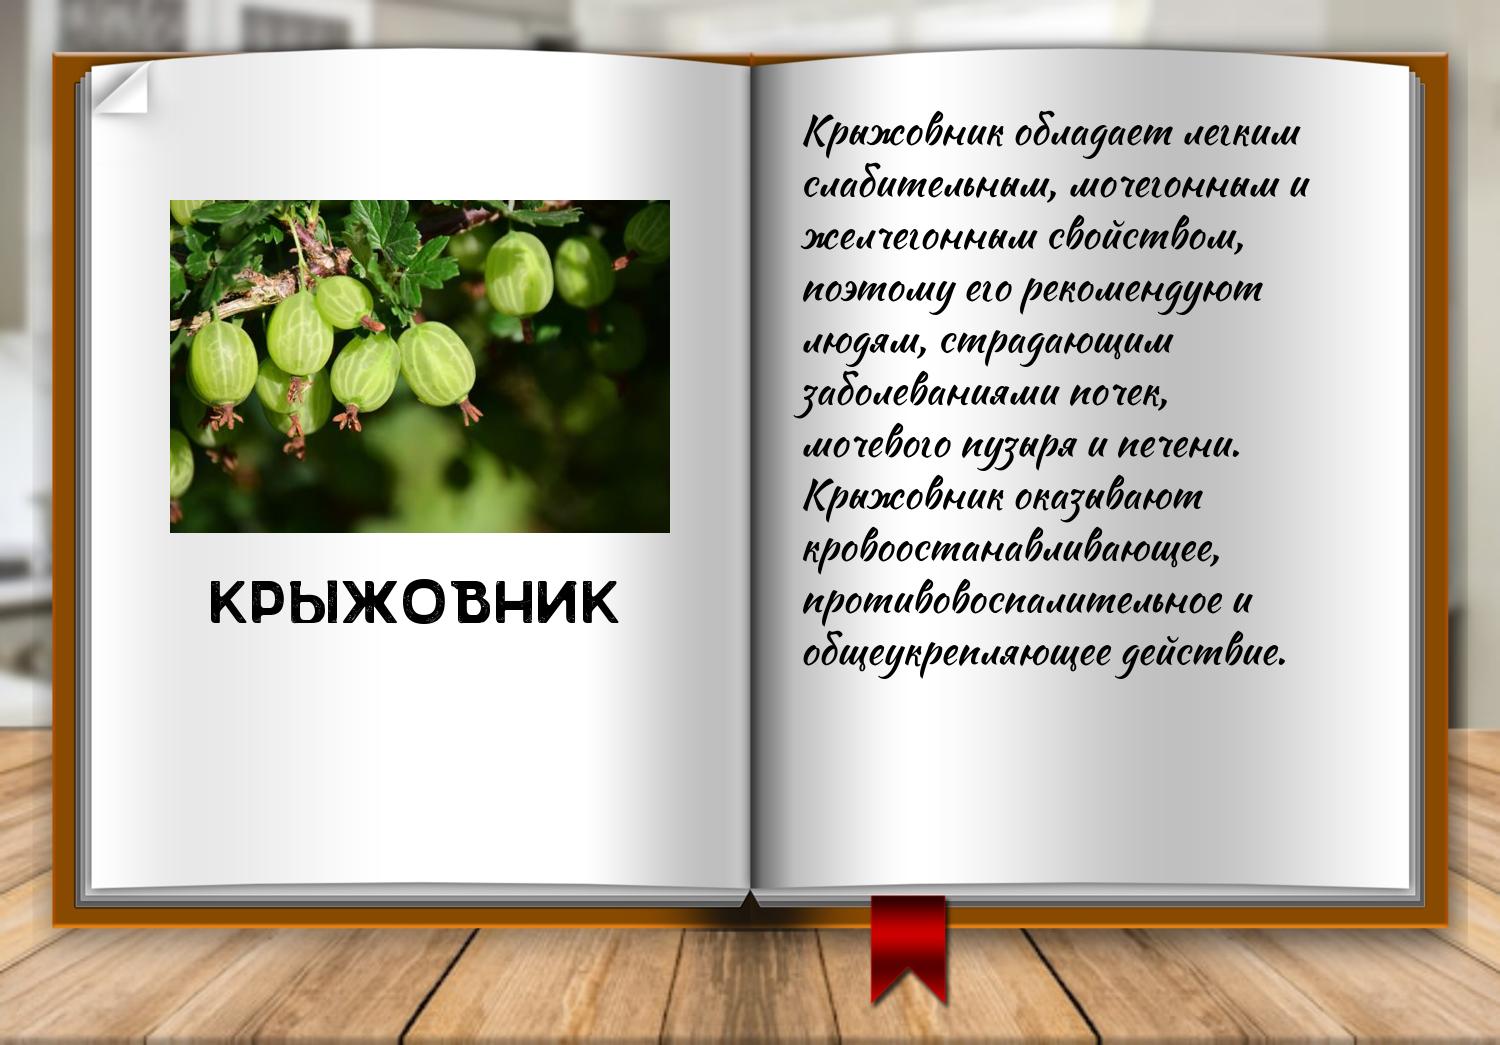 КРЫЖОВНИК
Крыжовник обладает легким
слабительным, мочегонным и
желчегонным свойством,
поэтому его рекомендуют
людям, страдающим
заболеваниями почек,
мочевого пузыря и печени.
Крыжовник оказывают
кровоостанавливающее,
противовоспалительное и
общеукрепляющее действие.